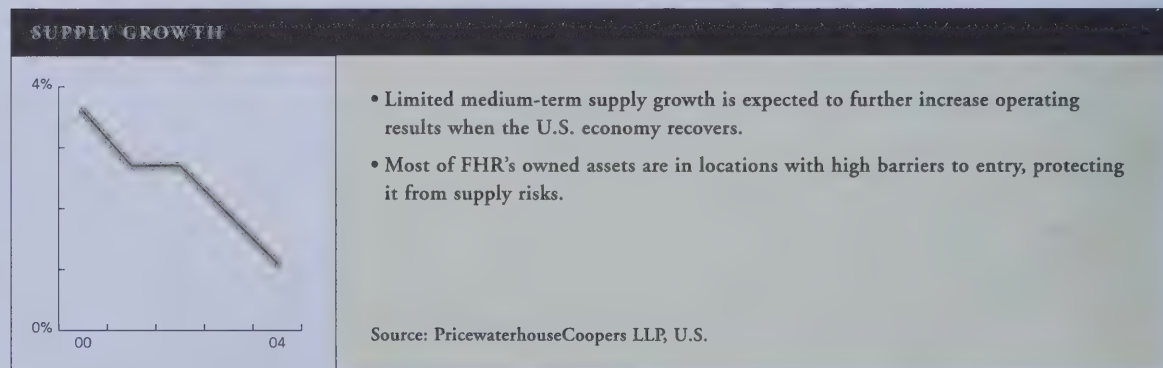 SUPPLY GROWTH
4%
0%
00
04
• Limited medium-term supply growth is expected to further increase operating
results when the U.S. economy recovers.
• Most of FHR's owned assets are in locations with high barriers to entry, protecting
it from supply risks.
Source: PricewaterhouseCoopers LLP, U.S.